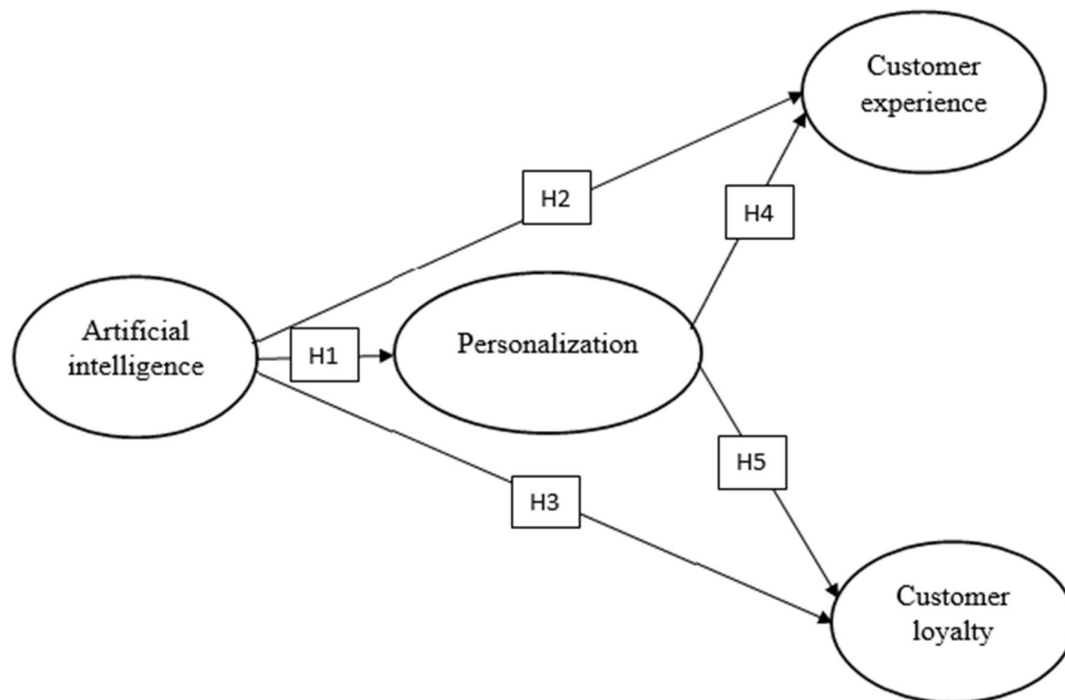 Customer
experience
H2
H4
Artificial
intelligence
H1
Personalization
H5
H3
Customer
loyalty